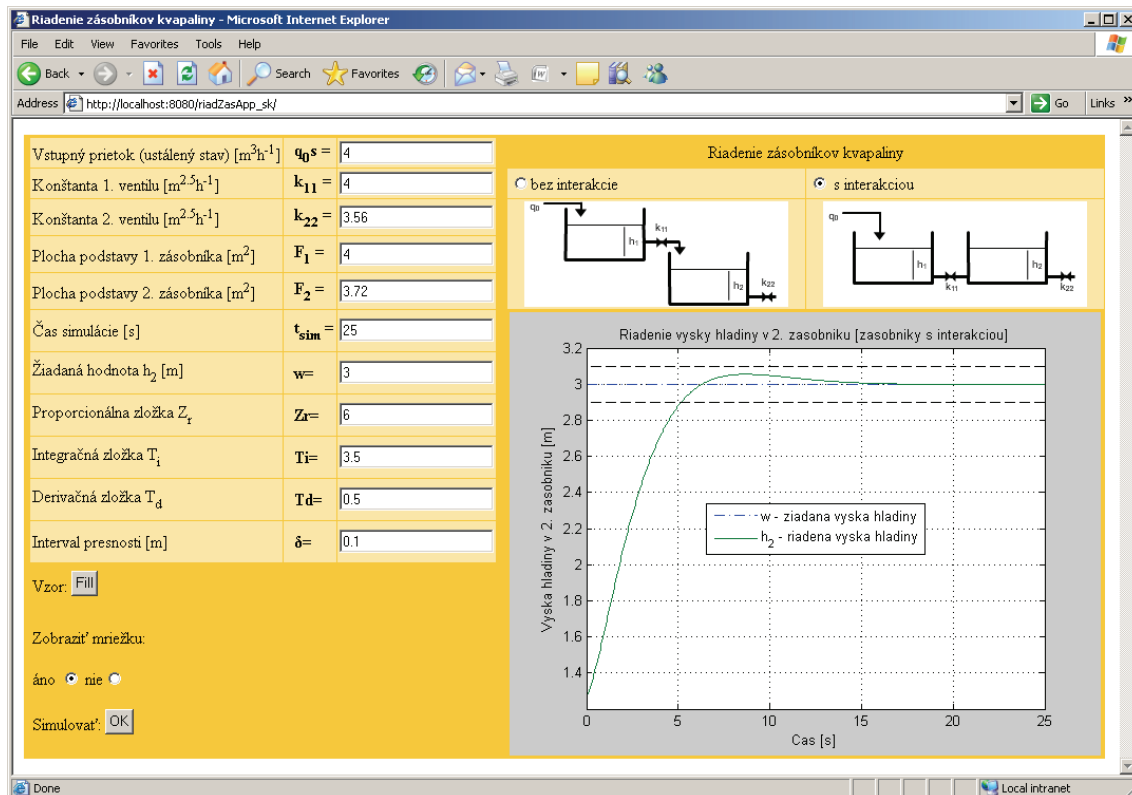 Riadenie zásobníkov kvapaliny - Microsoft Internet Explorer
File Edit View Favorites Tools Help
Back Search Favorites
Address http://localhost:8080/riadZasApp_sk/ Go Links »
Vstupný prietok (ustálený stav) [m³h⁻¹] q₀s = 4
Konštanta 1. ventilu [m²·⁵h⁻¹] k₁₁ = 4
Konštanta 2. ventilu [m²·⁵h⁻¹] k₂₂ = 3.56
Plocha podstavy 1. zásobníka [m²] F₁ = 4
Plocha podstavy 2. zásobníka [m²] F₂ = 3.72
Čas simulácie [s] t_sim = 25
Žiadaná hodnota h₂ [m] w= 3
Proporcionálna zložka Z_r Zr= 6
Integračná zložka T_i Ti= 3.5
Derivačná zložka T_d Td= 0.5
Interval presnosti [m] δ= 0.1
Vzor: Fill
Zobraziť mriežku:
áno nie
Simulovať: OK
Riadenie zásobníkov kvapaliny
bez interakcie s interakciou
q₀ h₁ k₁₁ h₂ k₂₂
q₀ h₁ k₁₁ h₂ k₂₂
Riadenie vysky hladiny v 2. zasobniku [zasobniky s interakciou]
Vyska hladiny v 2. zasobniku [m]
3.2
3
2.8
2.6
2.4
2.2
2
1.8
1.6
1.4
w - ziadana vyska hladiny
h₂ - riadena vyska hladiny
0 5 10 15 20 25
Cas [s]
Done Local intranet